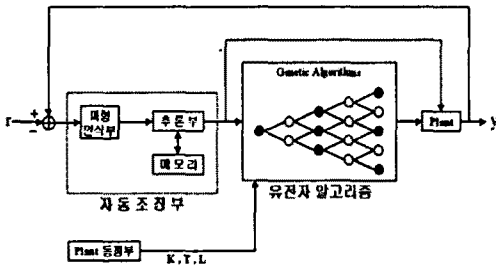 Genetic Algorithms
r
+
−
파형
인식부
추론부
메모리
자동조정부
유전자 알고리즘
Plant
y
Plant 동정부
K, T, L